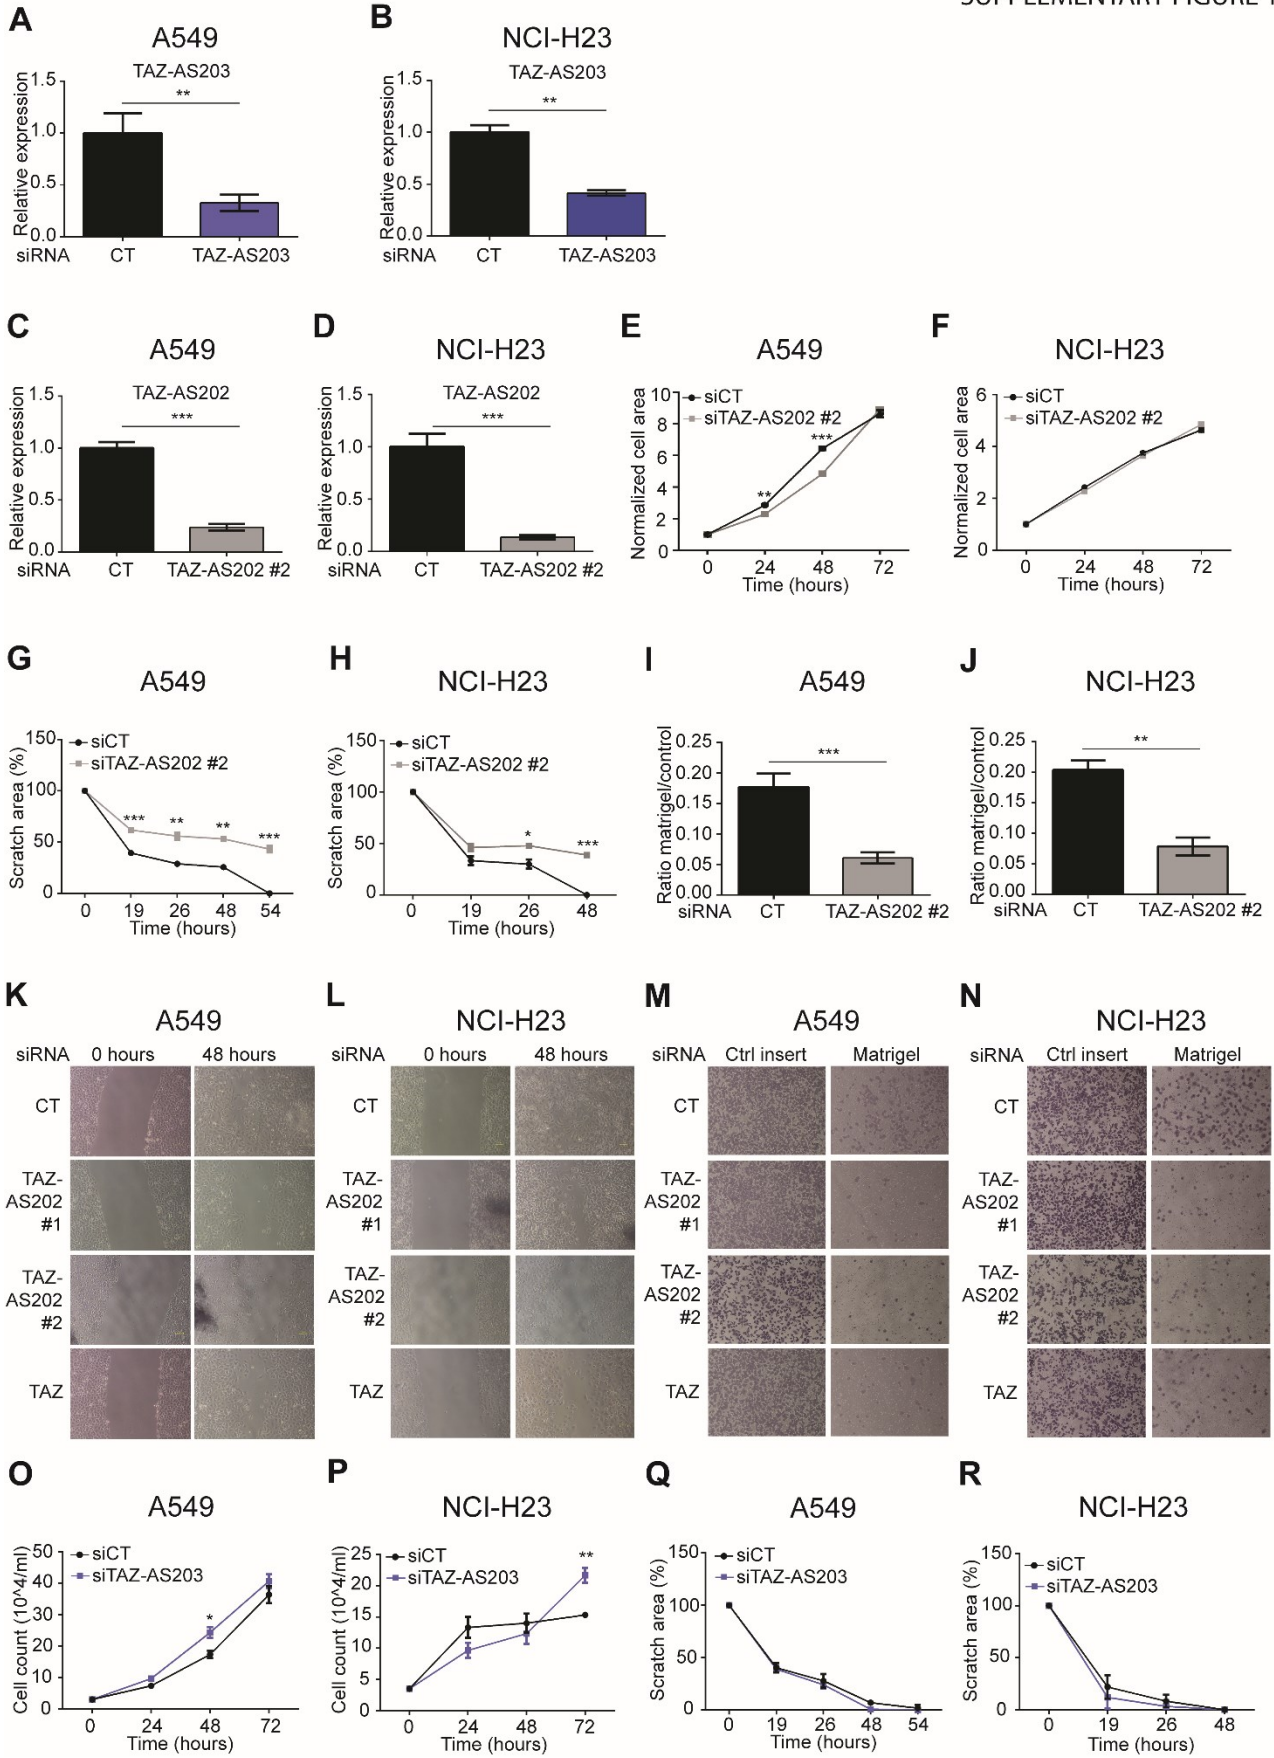 SUPPLEMENTARY FIGURE 1
A
A549
TAZ-AS203
**
Relative expression
1.5
1.0
0.5
0.0
siRNA CT TAZ-AS203
B
NCI-H23
TAZ-AS203
**
Relative expression
1.5
1.0
0.5
0.0
siRNA CT TAZ-AS203
C
A549
TAZ-AS202
***
Relative expression
1.5
1.0
0.5
0.0
siRNA CT TAZ-AS202 #2
D
NCI-H23
TAZ-AS202
***
Relative expression
1.5
1.0
0.5
0.0
siRNA CT TAZ-AS202 #2
E
A549
siCT
siTAZ-AS202 #2
Normalized cell area
10
8
6
4
2
0
**
***
0 24 48 72
Time (hours)
F
NCI-H23
siCT
siTAZ-AS202 #2
Normalized cell area
6
4
2
0
0 24 48 72
Time (hours)
G
A549
siCT
siTAZ-AS202 #2
Scratch area (%)
150
100
50
0
*** ** ** ***
0 19 26 48 54
Time (hours)
H
NCI-H23
siCT
siTAZ-AS202 #2
Scratch area (%)
150
100
50
0
* ***
0 19 26 48
Time (hours)
I
A549
***
Ratio matrigel/control
0.25
0.20
0.15
0.10
0.05
0.00
siRNA CT TAZ-AS202 #2
J
NCI-H23
**
Ratio matrigel/control
0.25
0.20
0.15
0.10
0.05
0.00
siRNA CT TAZ-AS202 #2
K
A549
siRNA 0 hours 48 hours
CT
TAZ-
AS202
#1
TAZ-
AS202
#2
TAZ
L
NCI-H23
siRNA 0 hours 48 hours
CT
TAZ-
AS202
#1
TAZ-
AS202
#2
TAZ
M
A549
siRNA Ctrl insert Matrigel
CT
TAZ-
AS202
#1
TAZ-
AS202
#2
TAZ
N
NCI-H23
siRNA Ctrl insert Matrigel
CT
TAZ-
AS202
#1
TAZ-
AS202
#2
TAZ
O
A549
siCT
siTAZ-AS203
Cell count (10^4/ml)
50
40
30
20
10
0
*
0 24 48 72
Time (hours)
P
NCI-H23
siCT
siTAZ-AS203
Cell count (10^4/ml)
25
20
15
10
5
0
**
0 24 48 72
Time (hours)
Q
A549
siCT
siTAZ-AS203
Scratch area (%)
150
100
50
0
0 19 26 48 54
Time (hours)
R
NCI-H23
siCT
siTAZ-AS203
Scratch area (%)
150
100
50
0
0 19 26 48
Time (hours)